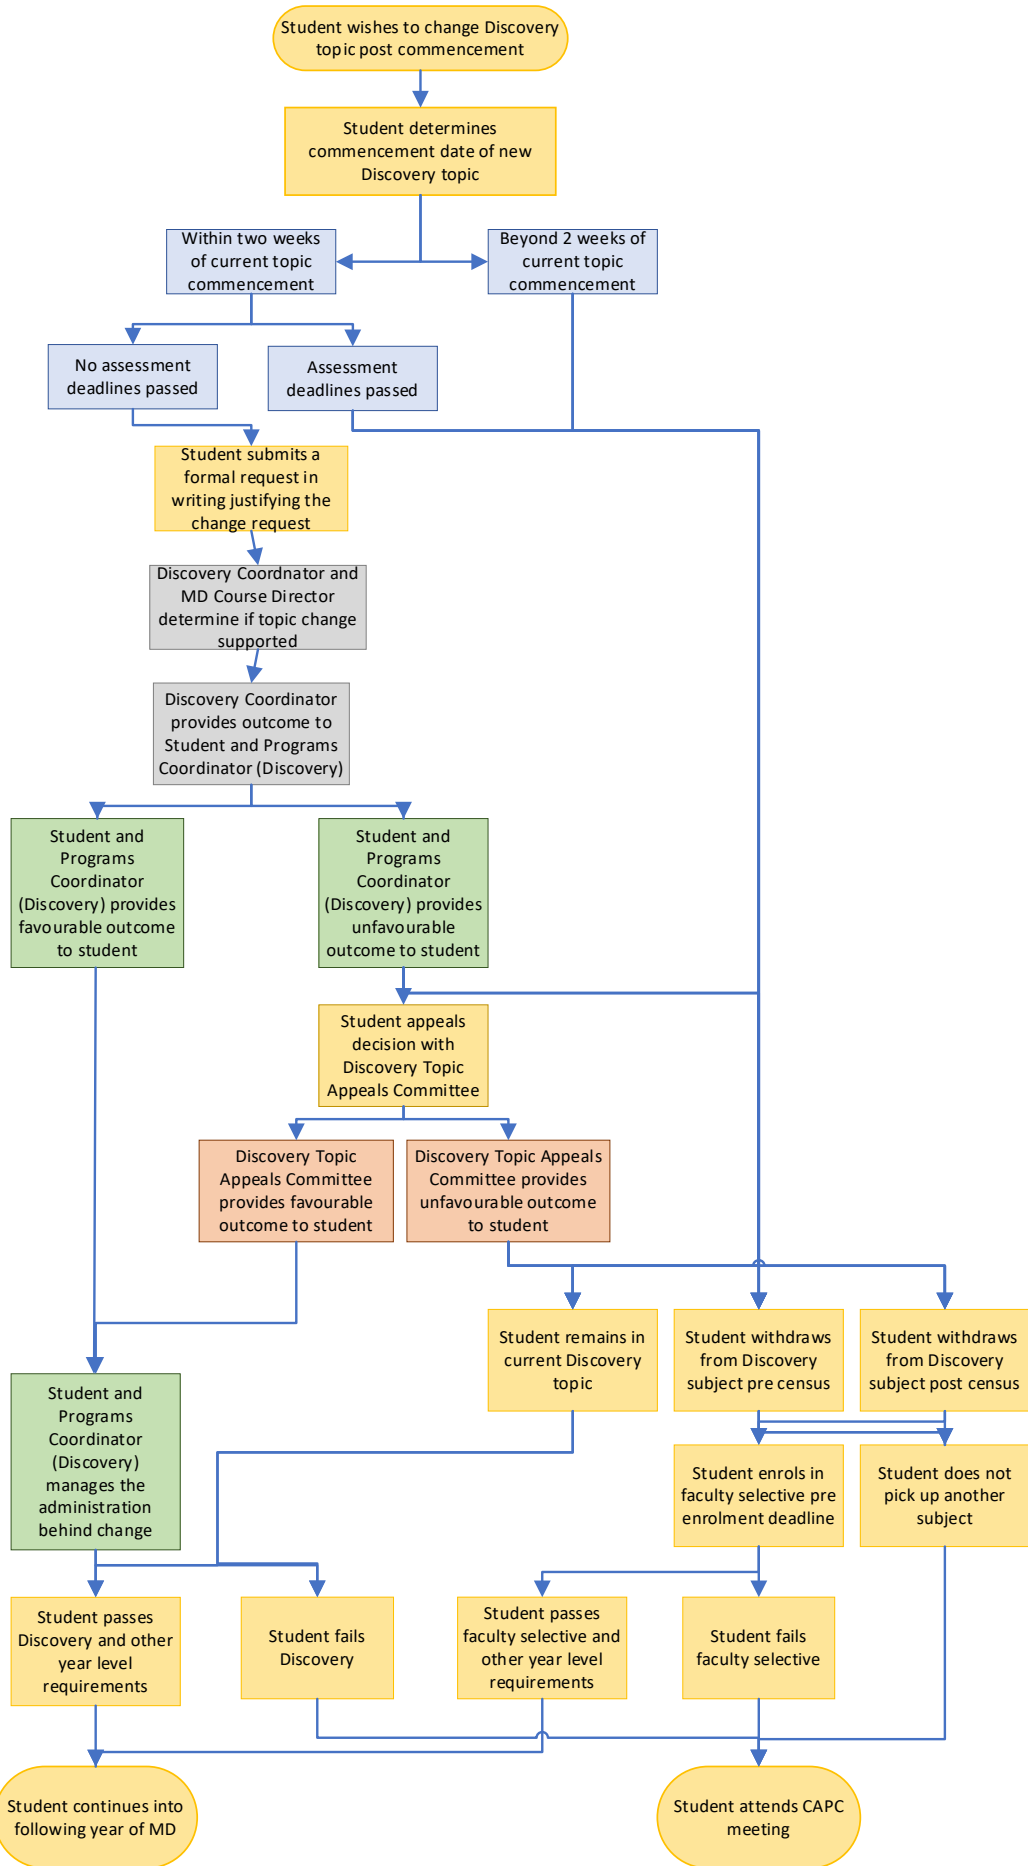 Student wishes to change Discovery
topic post commencement
Student determines
commencement date of new
Discovery topic
Within two weeks
of current topic
commencement
Beyond 2 weeks of
current topic
commencement
No assessment
deadlines passed
Assessment
deadlines passed
Student submits a
formal request in
writing justifying the
change request
Discovery Coordnator and
MD Course Director
determine if topic change
supported
Discovery Coordinator
provides outcome to
Student and Programs
Coordinator (Discovery)
Student and
Programs
Coordinator
(Discovery) provides
favourable outcome
to student
Student and
Programs
Coordinator
(Discovery) provides
unfavourable
outcome to student
Student appeals
decision with
Discovery Topic
Appeals Committee
Discovery Topic
Appeals Committee
provides favourable
outcome to student
Discovery Topic Appeals
Committee provides
unfavourable outcome
to student
Student remains in
current Discovery
topic
Student withdraws
from Discovery
subject pre census
Student withdraws
from Discovery
subject post census
Student and
Programs
Coordinator
(Discovery)
manages the
administration
behind change
Student enrols in
faculty selective pre
enrolment deadline
Student does not
pick up another
subject
Student passes
Discovery and other
year level
requirements
Student fails
Discovery
Student passes
faculty selective and
other year level
requirements
Student fails
faculty selective
Student continues into
following year of MD
Student attends CAPC
meeting